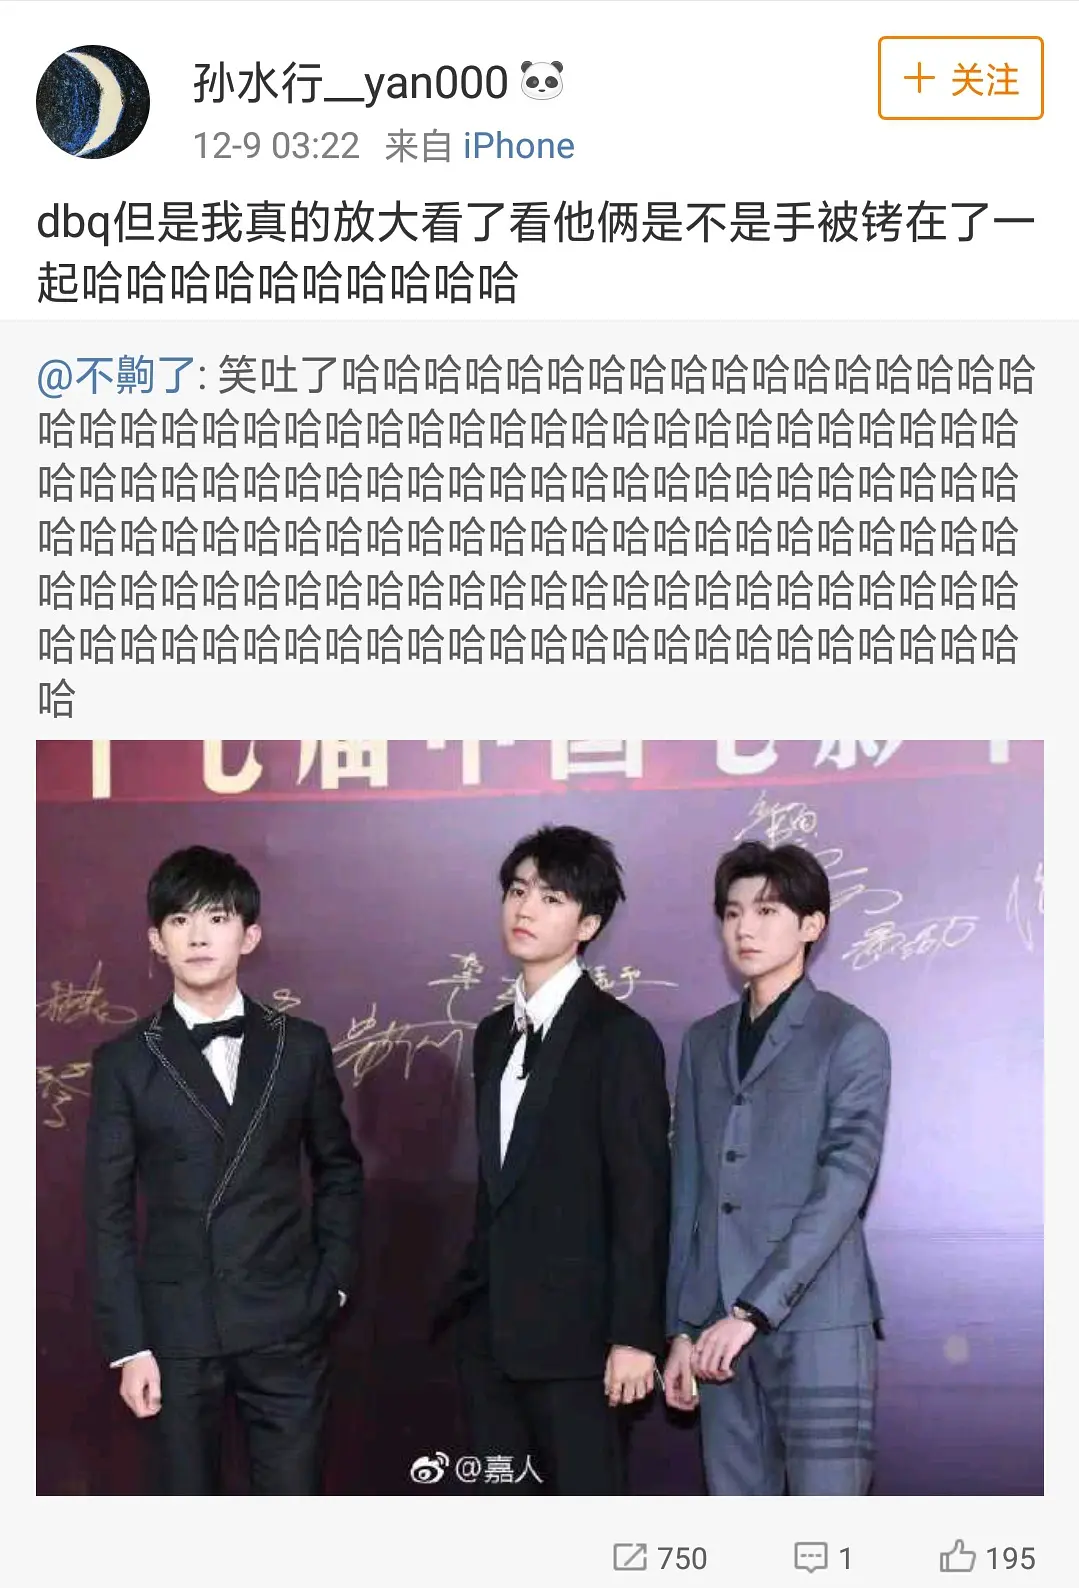 孙水行__yan000🐼
+ 关注
12-9 03:22 来自 iPhone
dbq但是我真的放大看了看他俩是不是手被铐在了一
起哈哈哈哈哈哈哈哈哈哈
@不齁了: 笑吐了哈哈哈哈哈哈哈哈哈哈哈哈哈哈哈哈哈
哈哈哈哈哈哈哈哈哈哈哈哈哈哈哈哈哈哈哈哈哈哈哈哈
哈哈哈哈哈哈哈哈哈哈哈哈哈哈哈哈哈哈哈哈哈哈哈哈
哈哈哈哈哈哈哈哈哈哈哈哈哈哈哈哈哈哈哈哈哈哈哈哈
哈哈哈哈哈哈哈哈哈哈哈哈哈哈哈哈哈哈哈哈哈哈哈哈
哈哈哈哈哈哈哈哈哈哈哈哈哈哈哈哈哈哈哈哈哈哈哈哈
哈
十七届中国电影
@嘉人
750
1
195